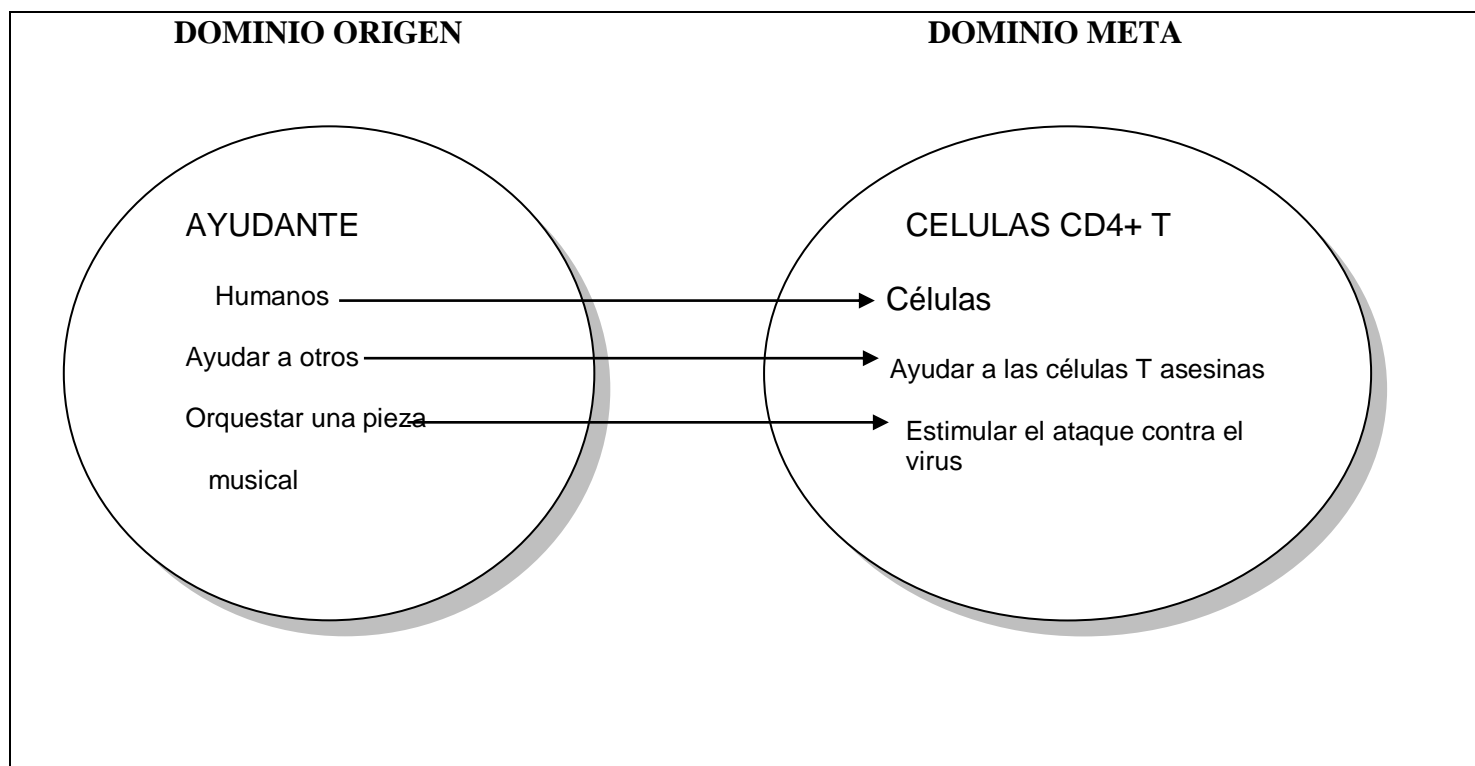 DOMINIO ORIGEN
DOMINIO META
AYUDANTE
Humanos
Ayudar a otros
Orquestar una pieza
musical
CELULAS CD4+ T
Células
Ayudar a las células T asesinas
Estimular el ataque contra el
virus